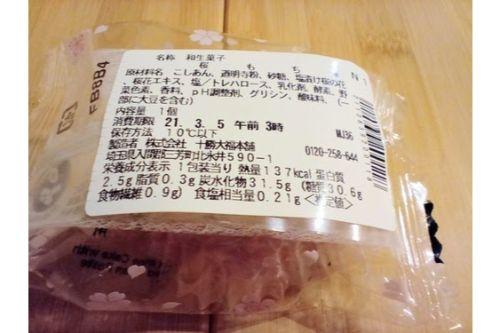 名称 和生菓子
桜 も ち N1
原材料名 こしあん、道明寺粉、砂糖、塩漬け桜の花
、桜花エキス、塩/トレハロース、乳化剤、酵素、野
菜色素、香料、pH調整剤、グリシン、酸味料、(一
部に大豆を含む)
内容量 1個
消費期限 21. 3. 5 午前 3時
保存方法 10℃以下 MJ36
製造者 株式会社 十勝大福本舗 0120-258-644
埼玉県入間郡三芳町北永井590-1
栄養成分表示 1包装当り 熱量137kcal 蛋白質
2.5g 脂質0.3g 炭水化物31.5g (糖質30.6g
食物繊維0.9g) 食塩相当量0.21g <推定値>
FB8B4